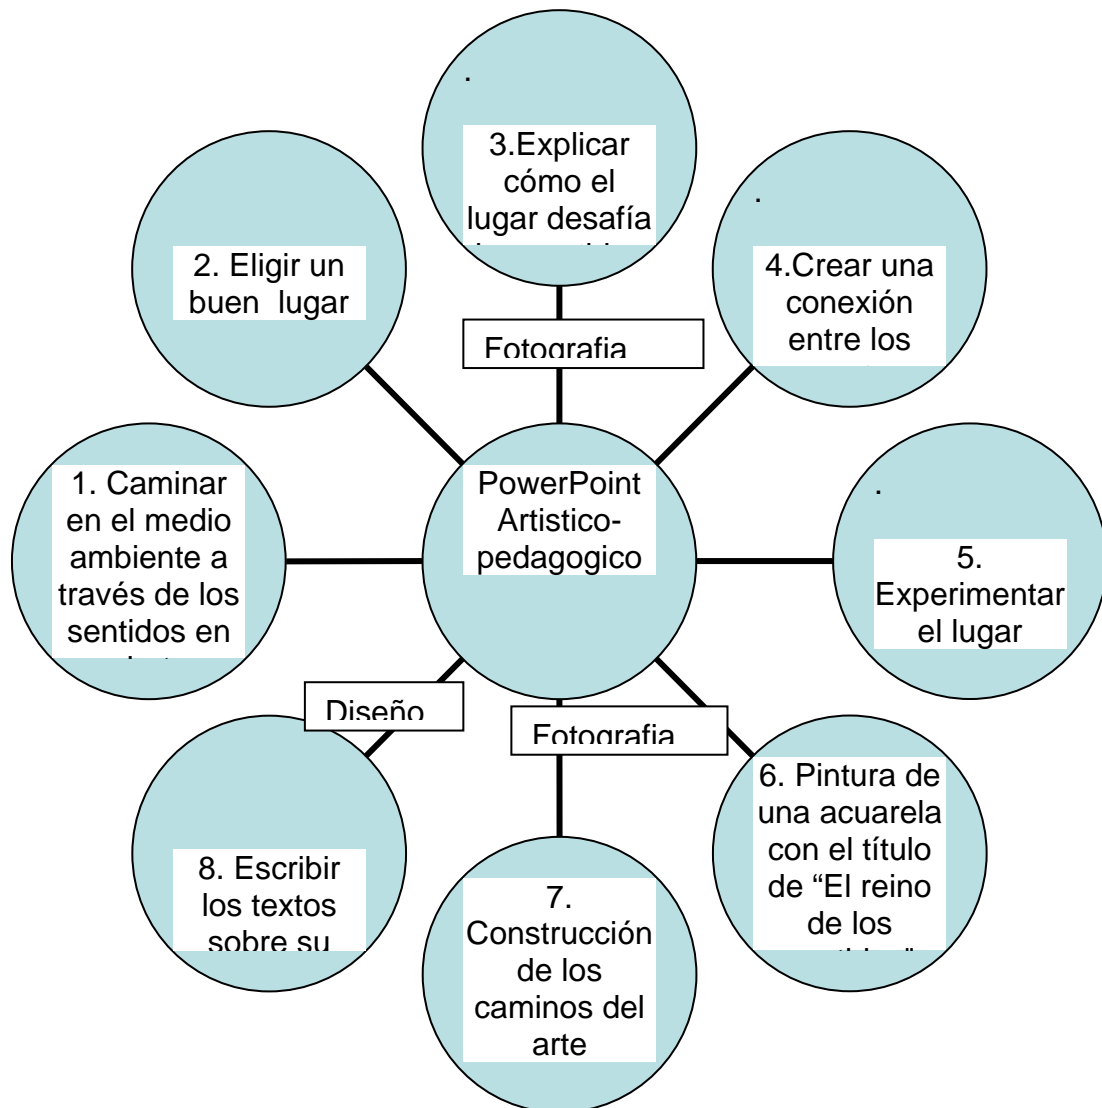 3.Explicar
cómo el
lugar desafía
2. Eligir un
buen lugar
4.Crear una
conexión
entre los
Fotografia
1. Caminar
en el medio
ambiente a
través de los
sentidos en
PowerPoint
Artistico-
pedagogico
5.
Experimentar
el lugar
Diseño
Fotografia
6. Pintura de
una acuarela
con el título
de “El reino
de los
8. Escribir
los textos
sobre su
7.
Construcción
de los
caminos del
arte